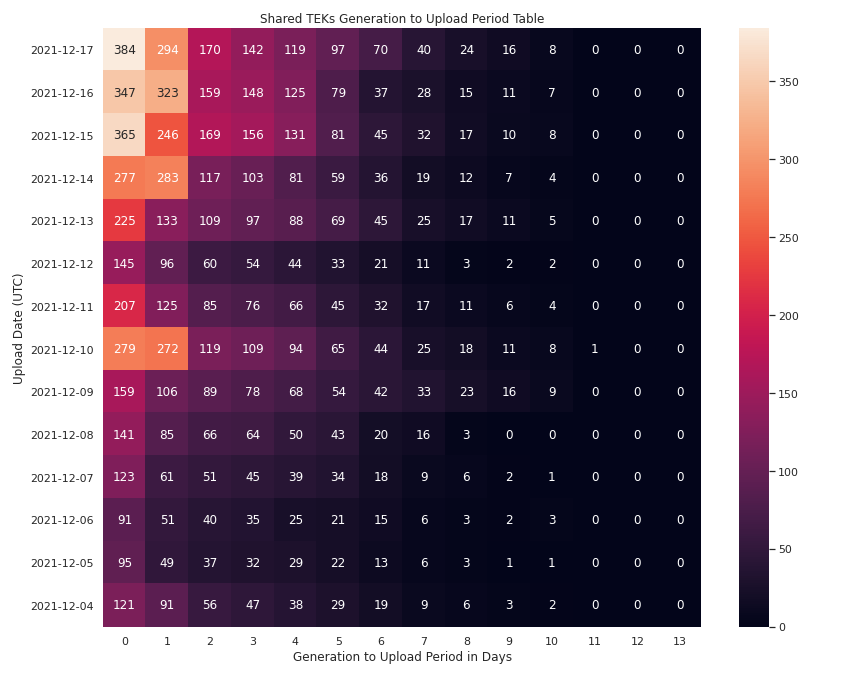 Shared TEKs Generation to Upload Period Table
Upload Date (UTC)
2021-12-17 384 294 170 142 119 97 70 40 24 16 8 0 0 0
2021-12-16 347 323 159 148 125 79 37 28 15 11 7 0 0 0
2021-12-15 365 246 169 156 131 81 45 32 17 10 8 0 0 0
2021-12-14 277 283 117 103 81 59 36 19 12 7 4 0 0 0
2021-12-13 225 133 109 97 88 69 45 25 17 11 5 0 0 0
2021-12-12 145 96 60 54 44 33 21 11 3 2 2 0 0 0
2021-12-11 207 125 85 76 66 45 32 17 11 6 4 0 0 0
2021-12-10 279 272 119 109 94 65 44 25 18 11 8 1 0 0
2021-12-09 159 106 89 78 68 54 42 33 23 16 9 0 0 0
2021-12-08 141 85 66 64 50 43 20 16 3 0 0 0 0 0
2021-12-07 123 61 51 45 39 34 18 9 6 2 1 0 0 0
2021-12-06 91 51 40 35 25 21 15 6 3 2 3 0 0 0
2021-12-05 95 49 37 32 29 22 13 6 3 1 1 0 0 0
2021-12-04 121 91 56 47 38 29 19 9 6 3 2 0 0 0
0 1 2 3 4 5 6 7 8 9 10 11 12 13
Generation to Upload Period in Days
350
300
250
200
150
100
50
0